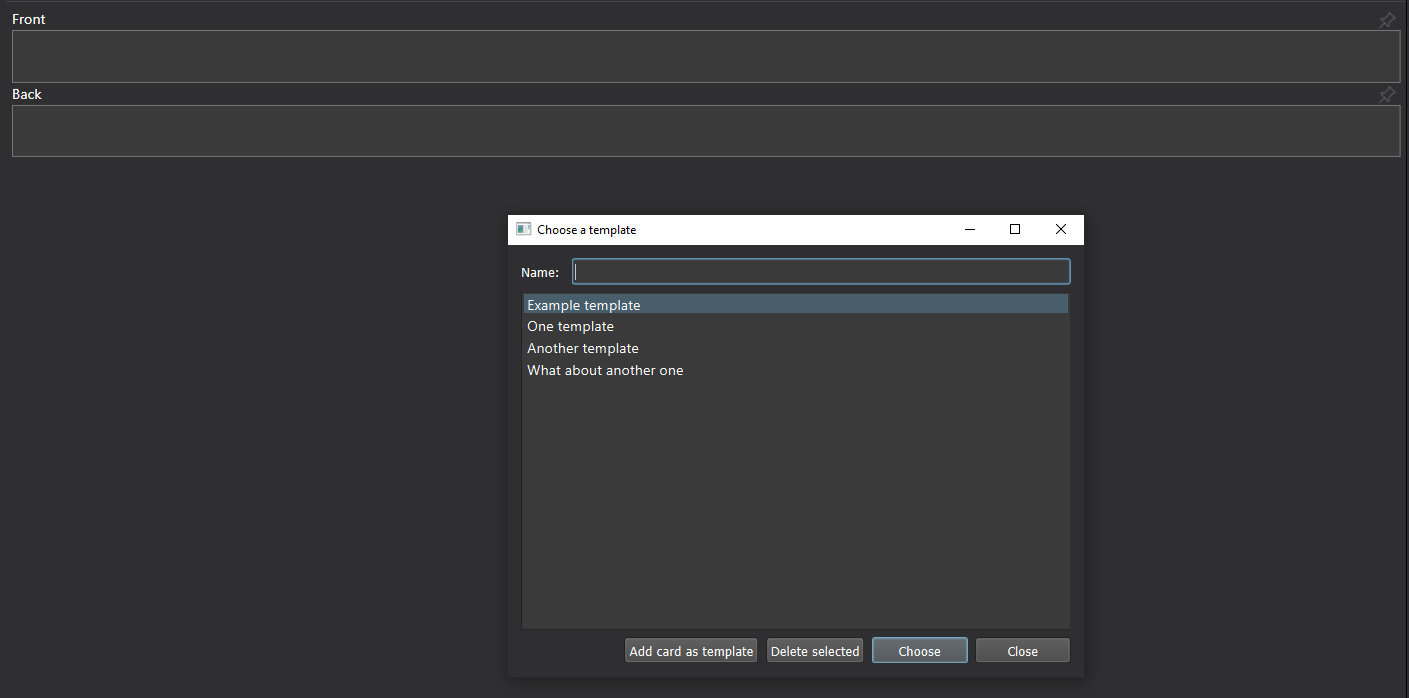 Front
Back
Choose a template
Name:
Example template
One template
Another template
What about another one
Add card as template
Delete selected
Choose
Close